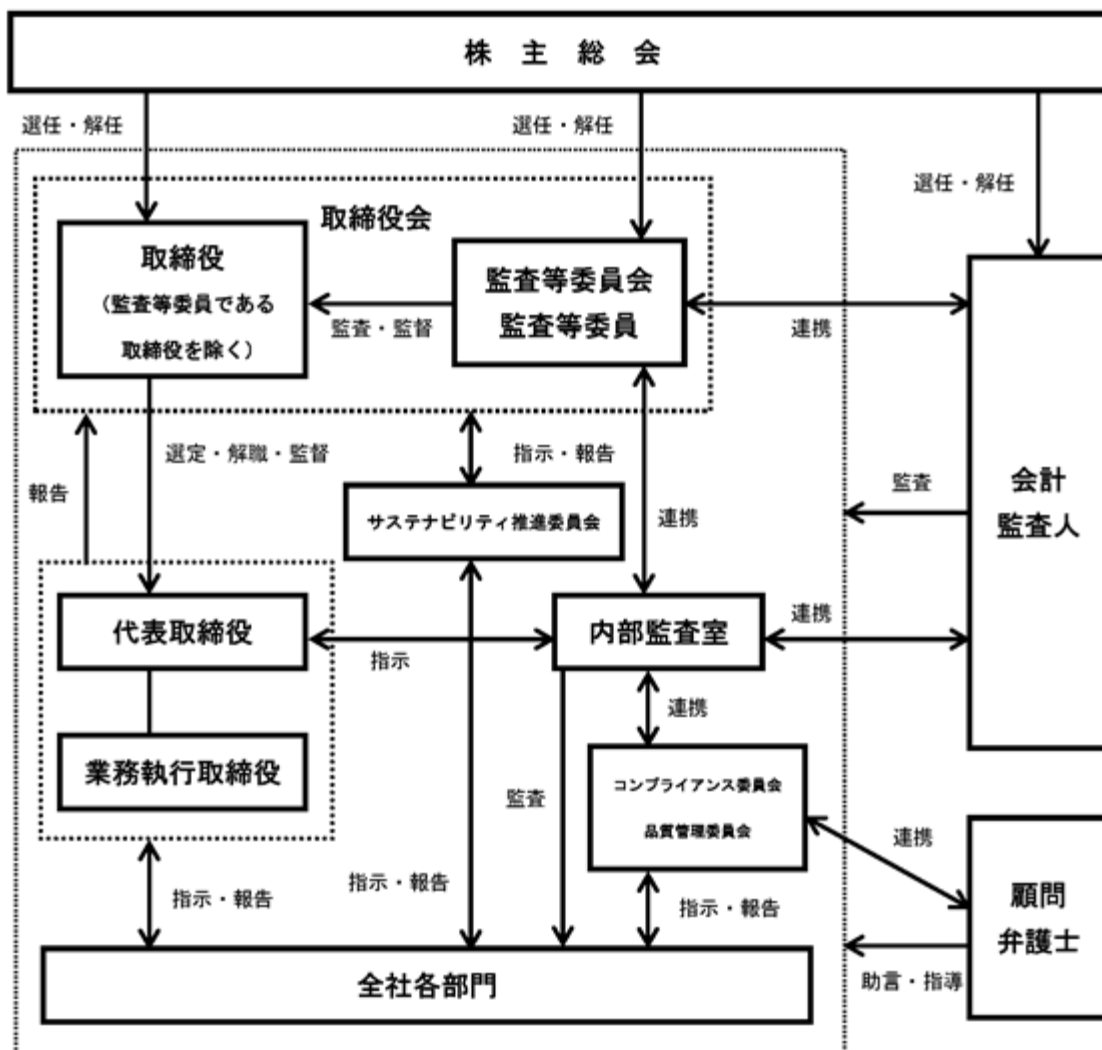 株主総会
選任・解任
選任・解任
選任・解任
取締役会
取締役
（監査等委員である
取締役を除く）
監査・監督
監査等委員会
監査等委員
連携
選定・解職・監督
指示・報告
報告
サステナビリティ推進委員会
連携
監査
会計
監査人
代表取締役
指示
内部監査室
連携
連携
業務執行取締役
監査
コンプライアンス委員会
品質管理委員会
連携
指示・報告
指示・報告
指示・報告
顧問
弁護士
助言・指導
全社各部門